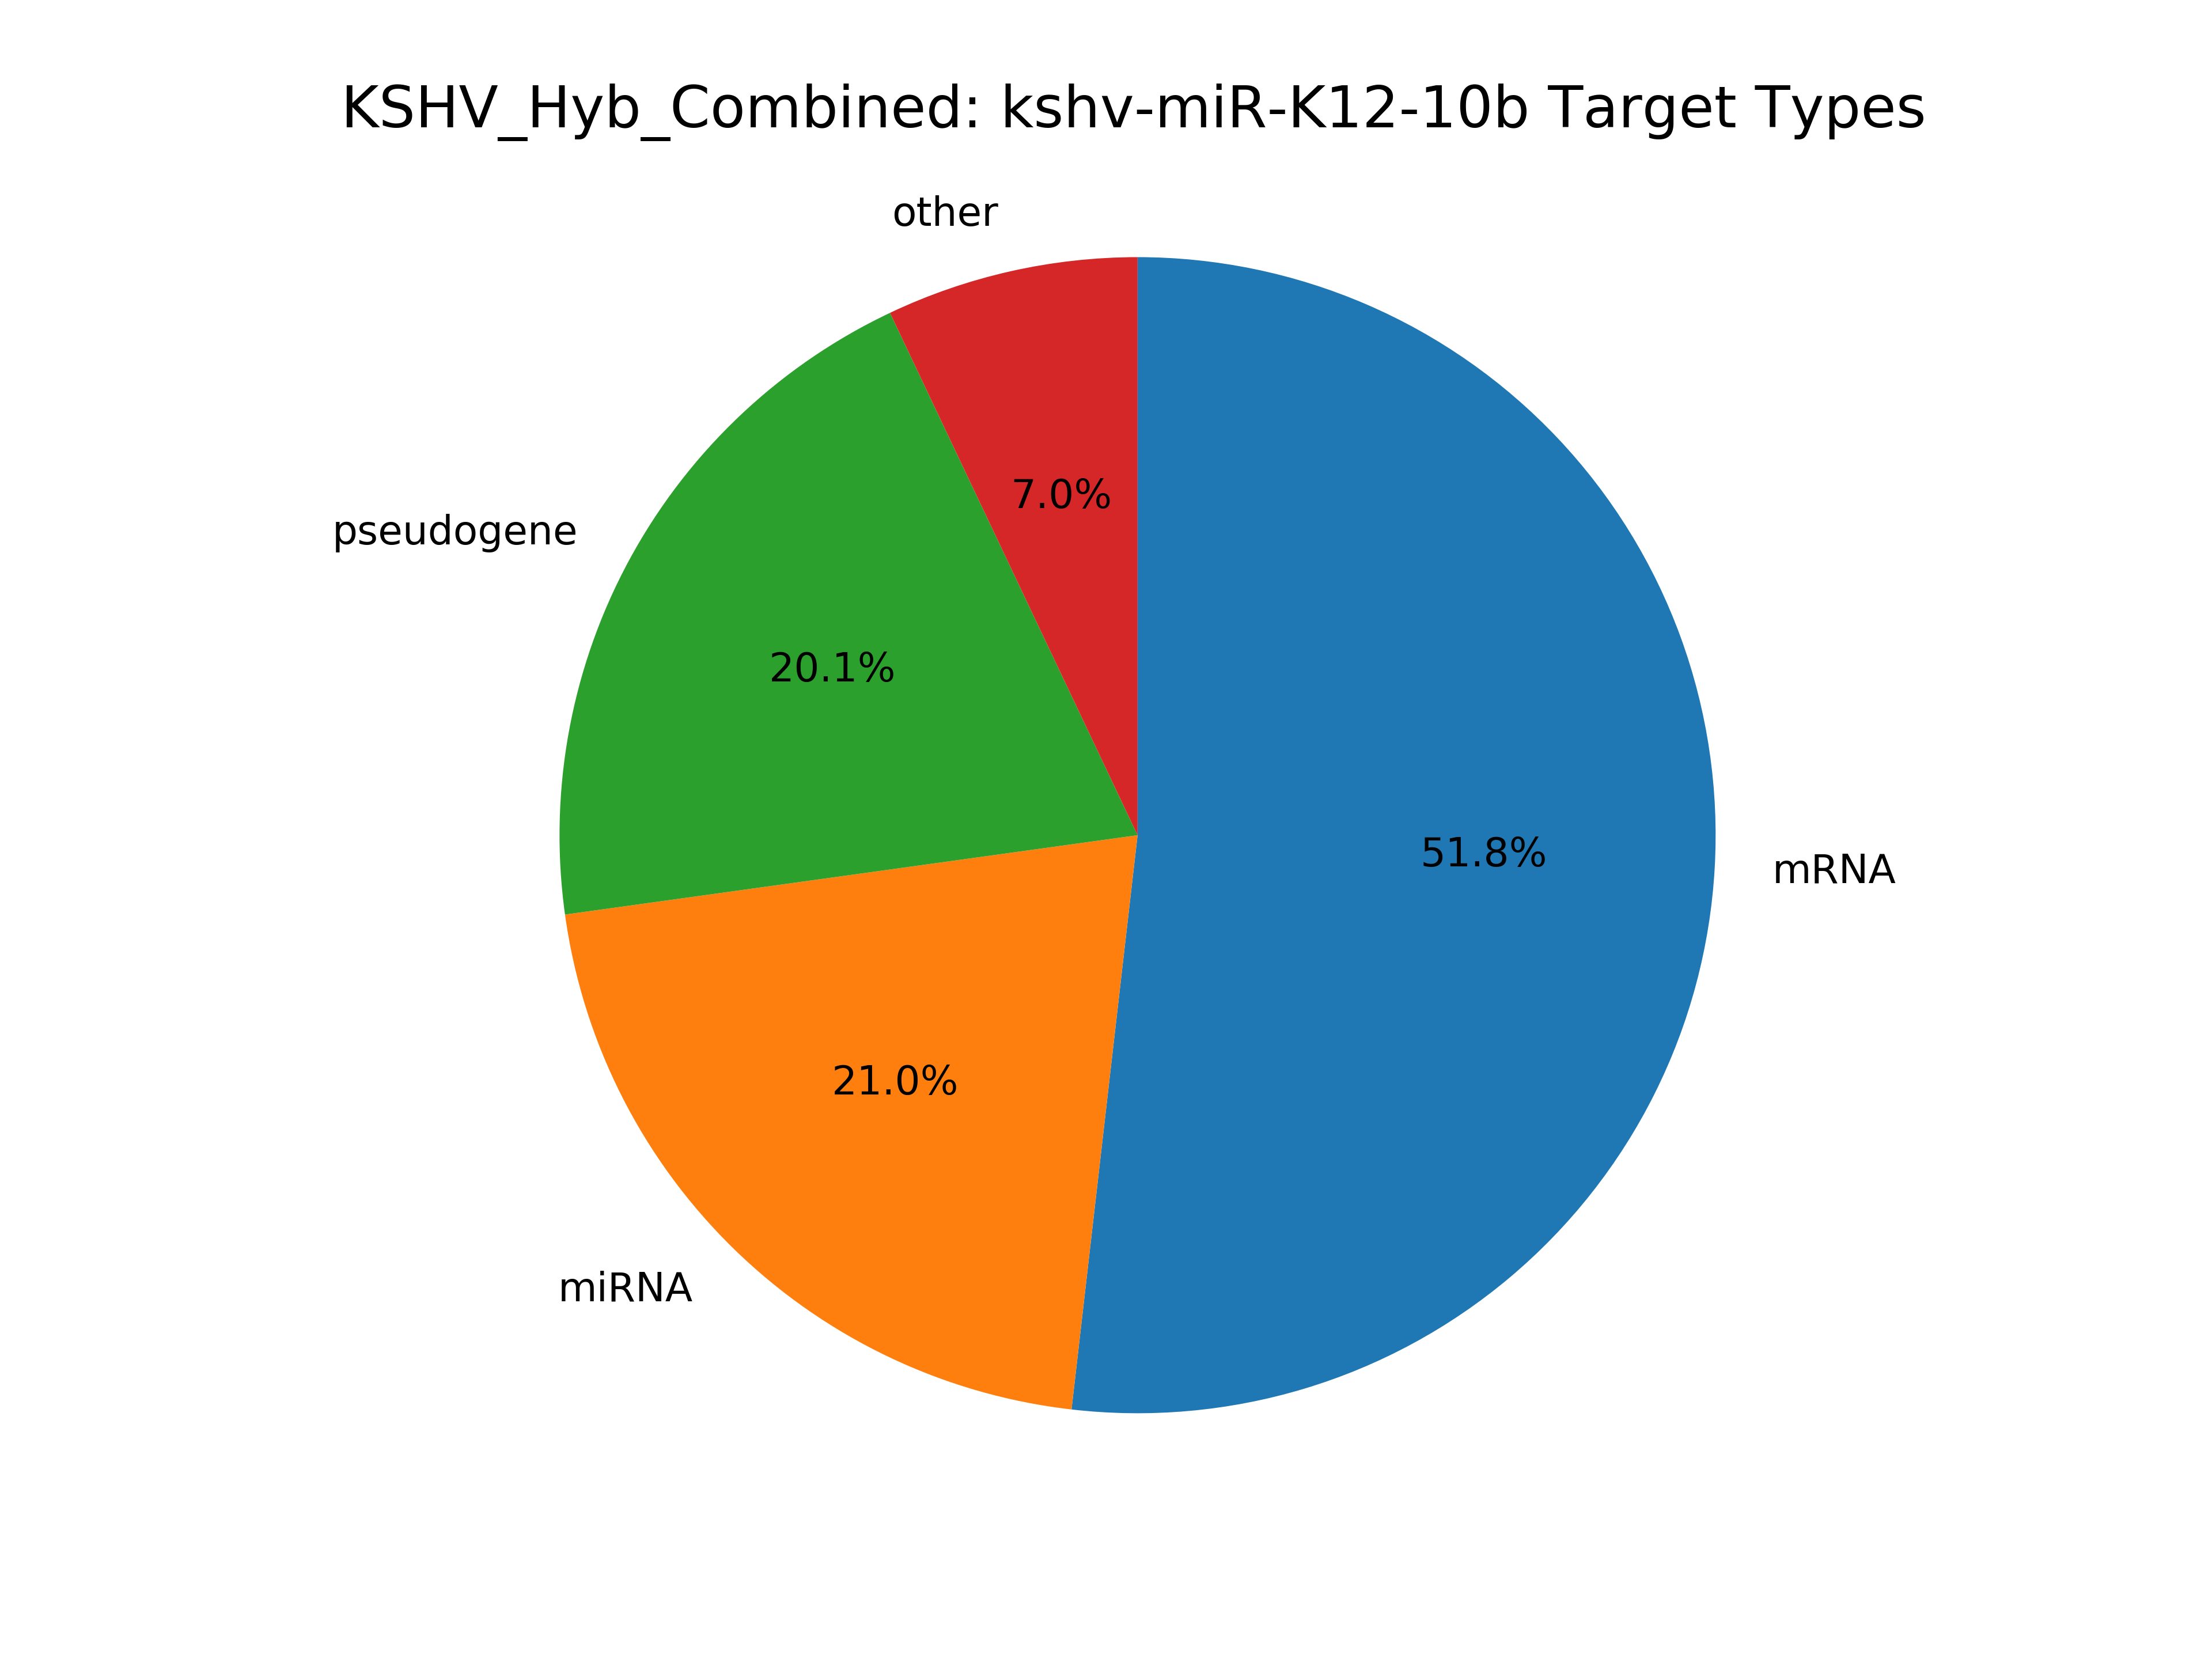 KSHV_Hyb_Combined: kshv-miR-K12-10b Target Types
other
7.0%
pseudogene
20.1%
51.8%
mRNA
21.0%
miRNA